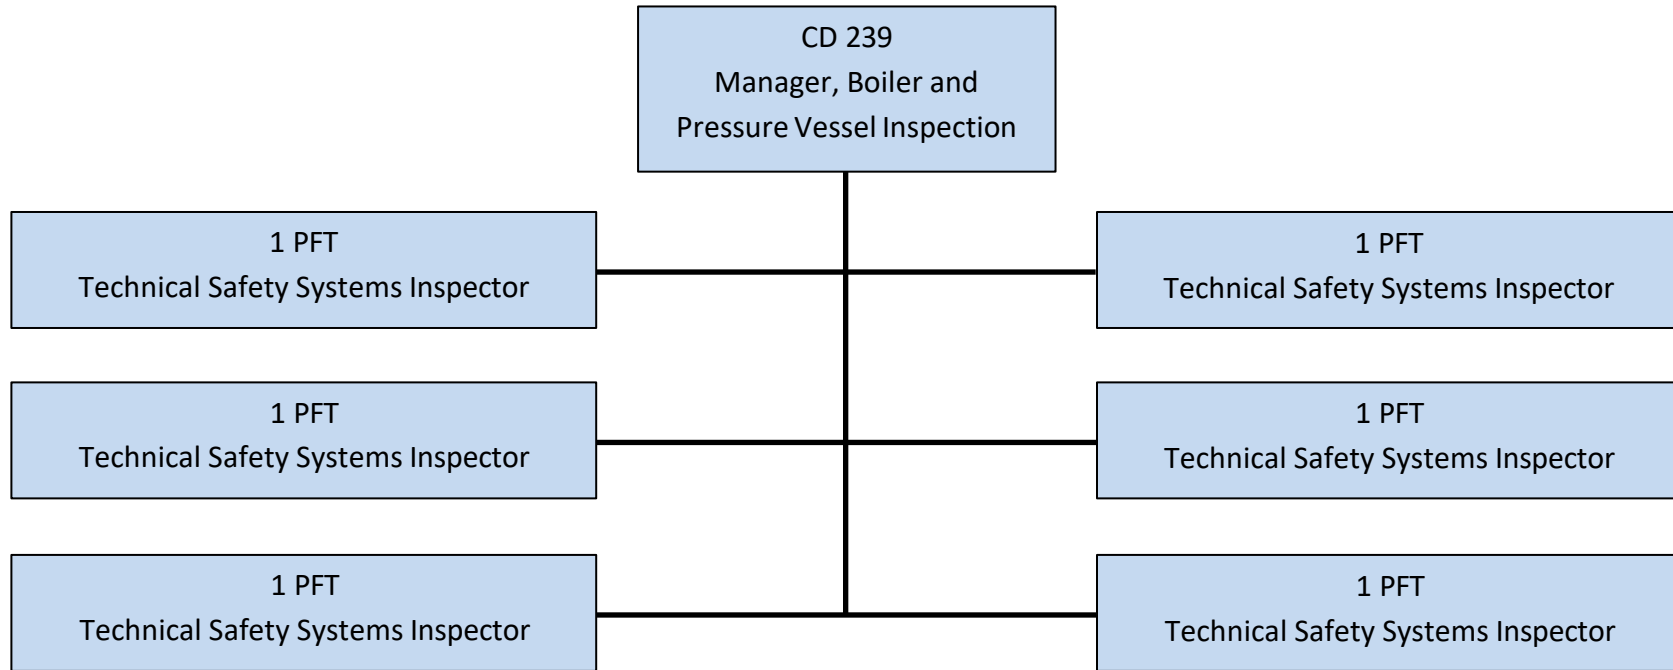 CD 239
Manager, Boiler and
Pressure Vessel Inspection
1 PFT
Technical Safety Systems Inspector
1 PFT
Technical Safety Systems Inspector
1 PFT
Technical Safety Systems Inspector
1 PFT
Technical Safety Systems Inspector
1 PFT
Technical Safety Systems Inspector
1 PFT
Technical Safety Systems Inspector